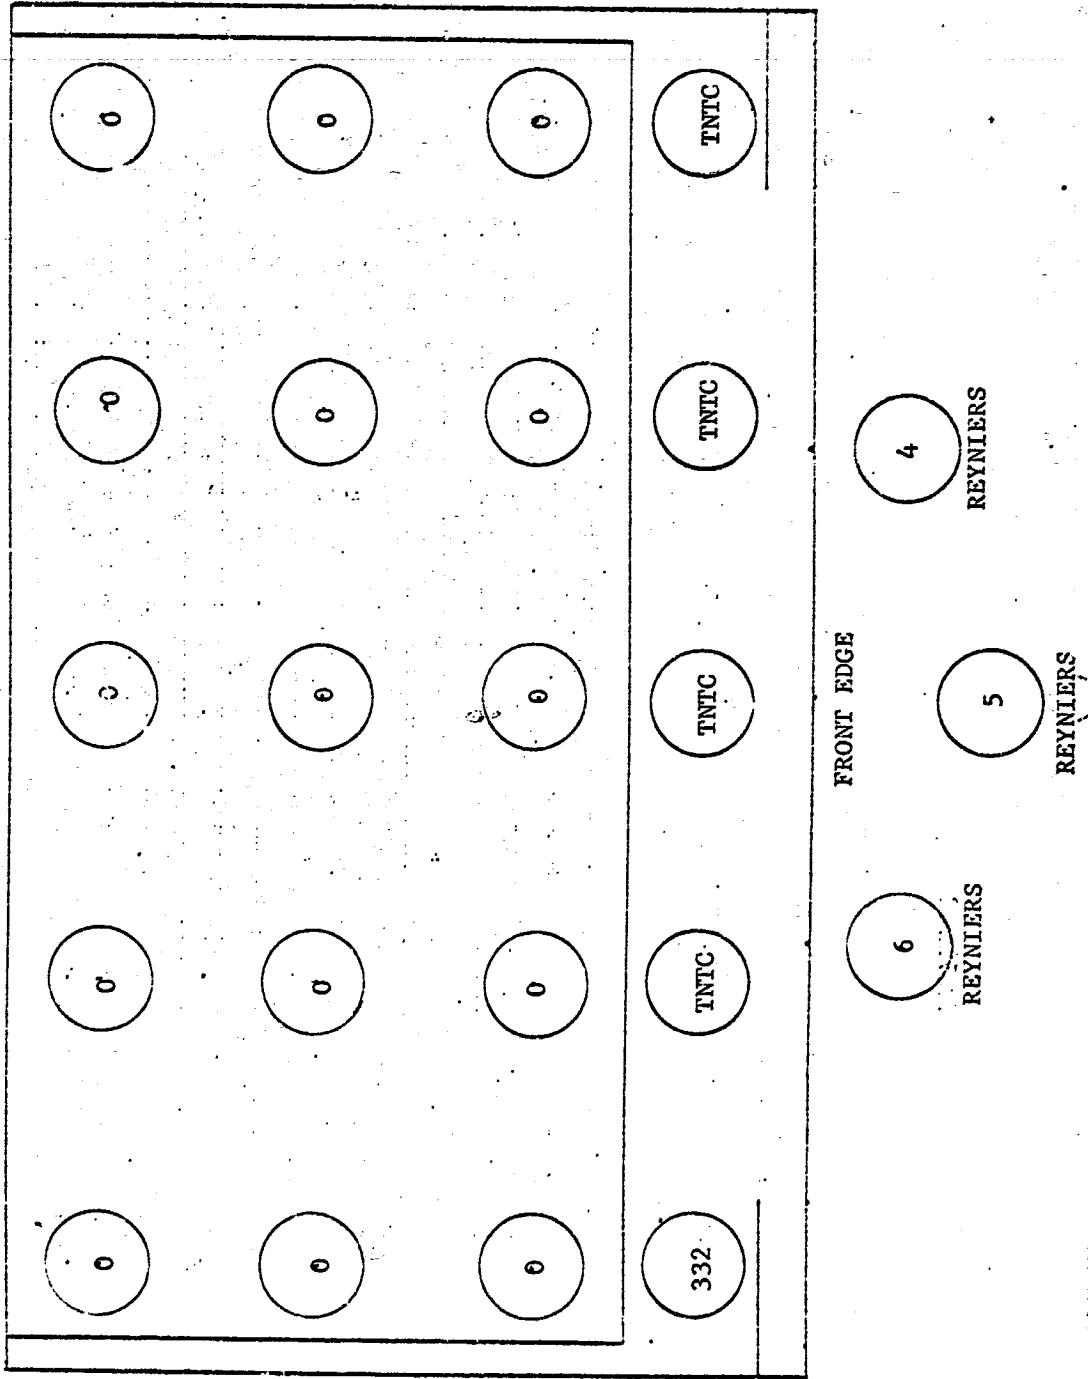 0 0 0 0 0
0 0 0 0 0
0 0 0 0 0
332 TNTC TNTC TNTC TNTC
FRONT EDGE
6 4
REYNIERS REYNIERS
5
REYNIERS